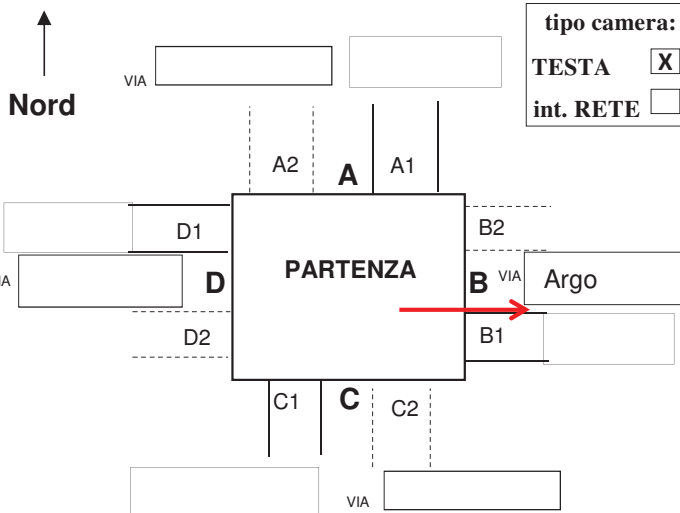 tipo camera:
TESTA X
int. RETE
Nord
VIA
A2
A
A1
D1
B2
PARTENZA
D
B
VIA
Argo
D2
B1
C1
C
C2
VIA